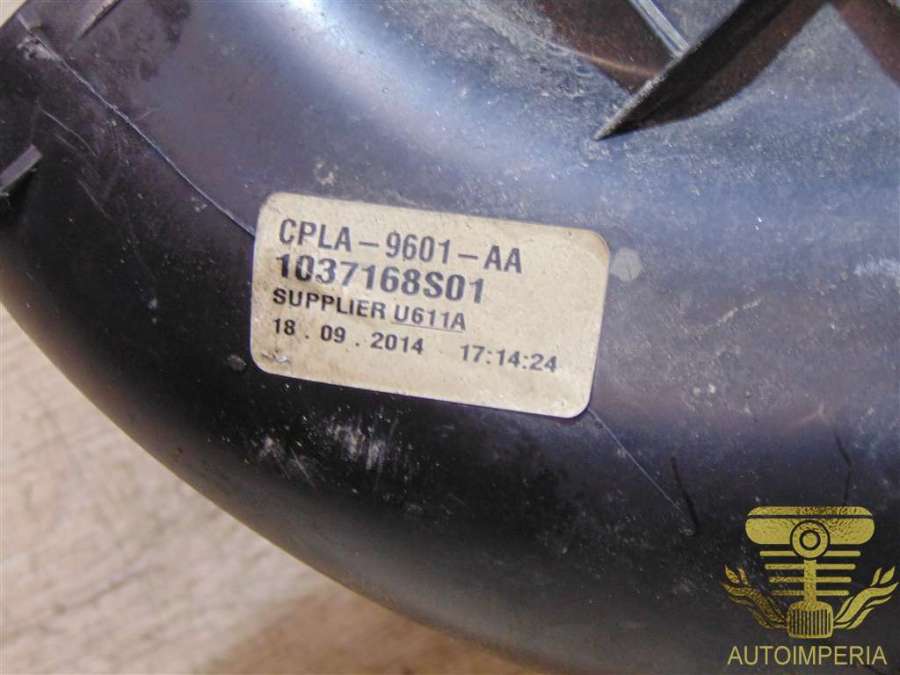 CPLA-9601-AA
1037168S01
SUPPLIER U611A
18.09.2014 17:14:24
AUTOIMPERIA